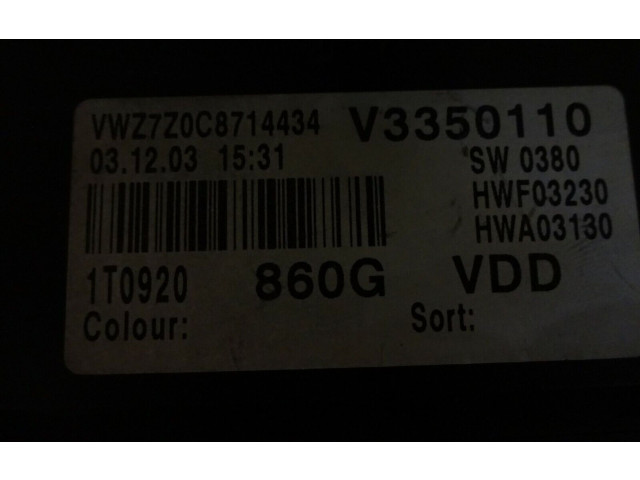 VWZ7Z0C8714434 V3350110
03.12.03 15:31 SW 0380
HWF03230
HWA03130
1T0920 860G VDD
Colour: Sort: